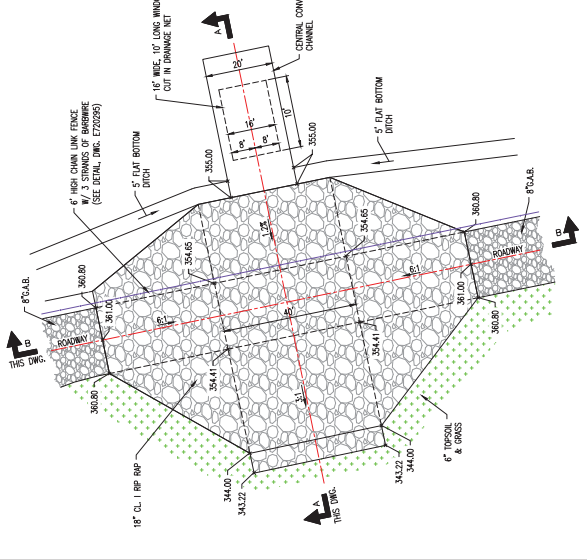 A
16' WIDE, 10' LONG WIND
CUT IN DRAINAGE NET
CENTRAL CONV
CHANNEL
20'
16'
8'
8'
10'
6' HIGH CHAIN LINK FENCE
W/ 3 STRANDS OF BARBWIRE
(SEE DETAIL, DWG. E720295)
5' FLAT BOTTOM
DITCH
355.00
355.00
5' FLAT BOTTOM
DITCH
8"G.A.B.
360.80
361.00
ROADWAY
B
THIS DWG.
360.80
6:1
354.65
1.2%
354.65
360.80
8"G.A.B.
6:1
ROADWAY
B
361.00
360.80
40'
354.41
354.41
3:1
18" CL. I RIP RAP
6" TOPSOIL
& GRASS
344.00
343.22
344.00
343.22
A
THIS DWG.